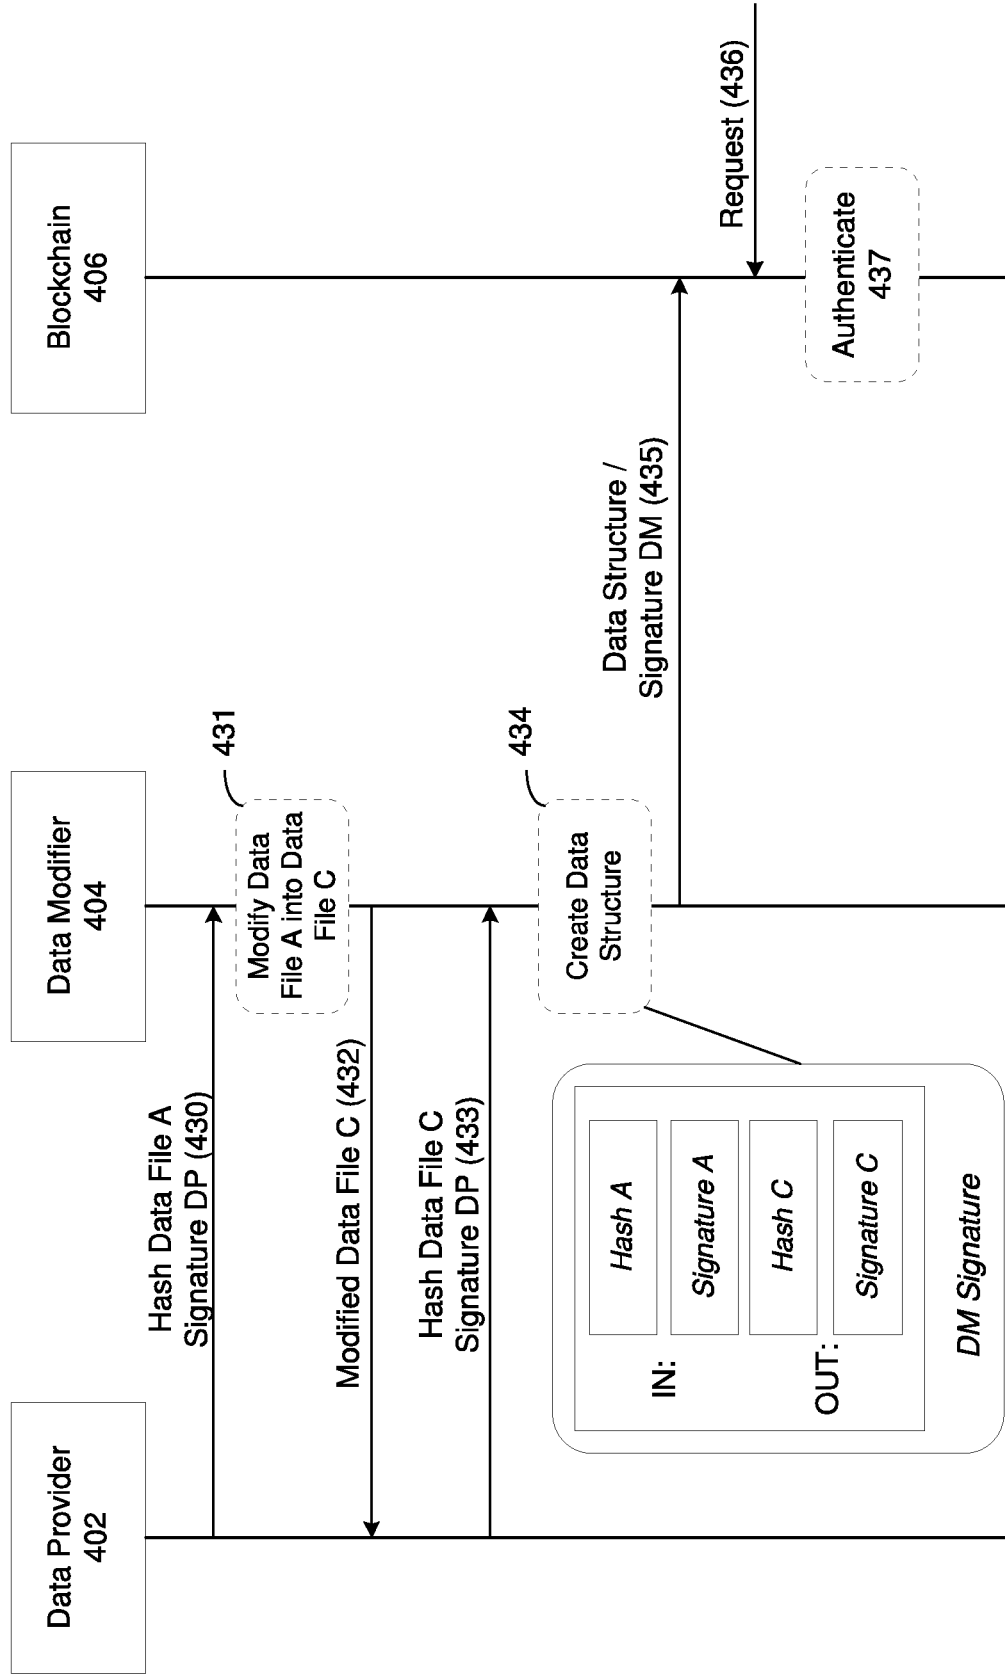 Data Provider
402
Data Modifier
404
Blockchain
406
Hash Data File A
Signature DP (430)
431
Modify Data
File A into Data
File C
Modified Data File C (432)
Hash Data File C
Signature DP (433)
434
Create Data
Structure
IN:
Hash A
Signature A
OUT:
Hash C
Signature C
DM Signature
Data Structure /
Signature DM (435)
Request (436)
Authenticate
437